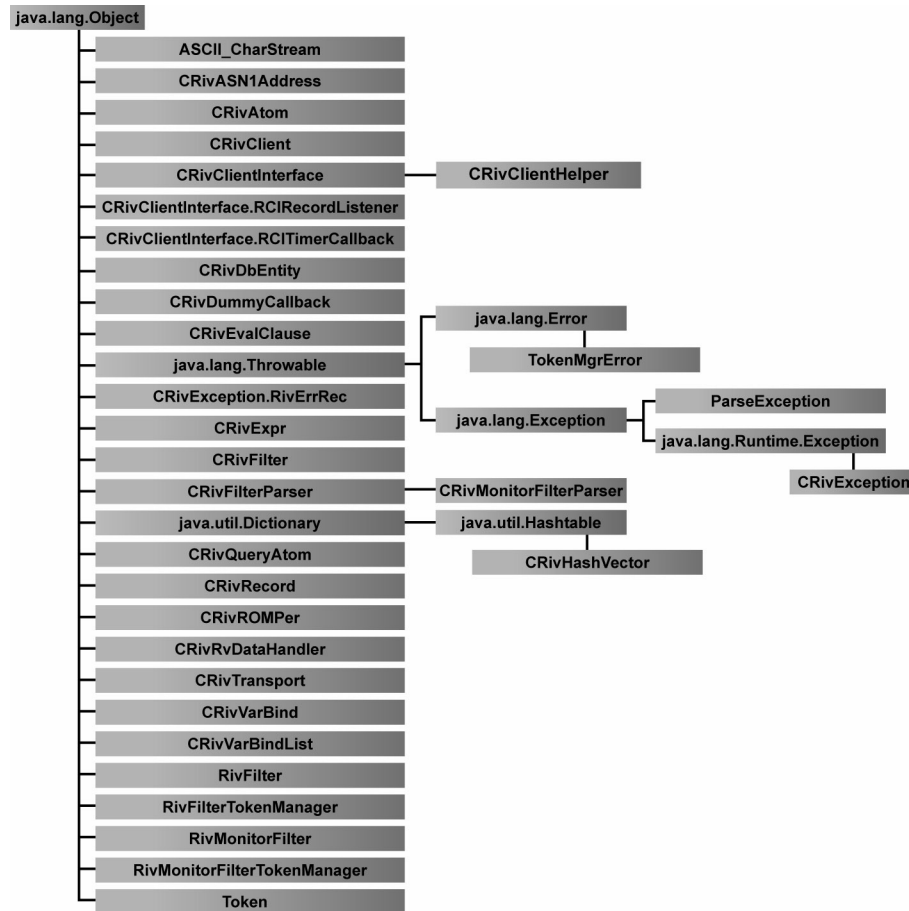 java.lang.Object
ASCII_CharStream
CRivASN1Address
CRivAtom
CRivClient
CRivClientInterface
CRivClientHelper
CRivClientInterface.RCIRecordListener
CRivClientInterface.RCITimerCallback
CRivDbEntity
CRivDummyCallback
java.lang.Error
CRivEvalClause
TokenMgrError
java.lang.Throwable
CRivException.RivErrRec
ParseException
java.lang.Exception
CRivExpr
java.lang.Runtime.Exception
CRivFilter
CRivException
CRivFilterParser
CRivMonitorFilterParser
java.util.Dictionary
java.util.Hashtable
CRivQueryAtom
CRivHashVector
CRivRecord
CRivROMPer
CRivRvDataHandler
CRivTransport
CRivVarBind
CRivVarBindList
RivFilter
RivFilterTokenManager
RivMonitorFilter
RivMonitorFilterTokenManager
Token